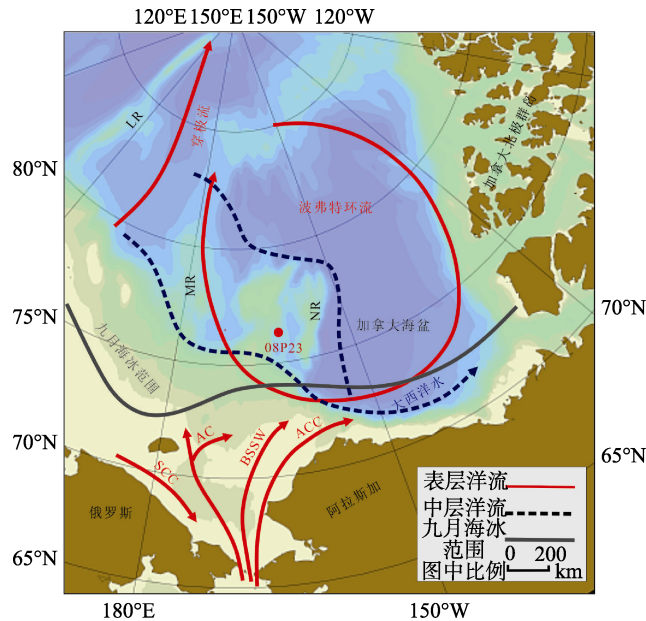 120°E 150°E 150°W 120°W
LR
穿极流
加拿大北极群岛
80°N
波弗特环流
MR
NR
75°N
加拿大海盆
70°N
08P23
九月海冰范围
大西洋水
AC
BSSW
ACC
70°N
SCC
65°N
俄罗斯
阿拉斯加
表层洋流
中层洋流
九月海冰
范围
0 200
图中比例
km
65°N
180°E
150°W